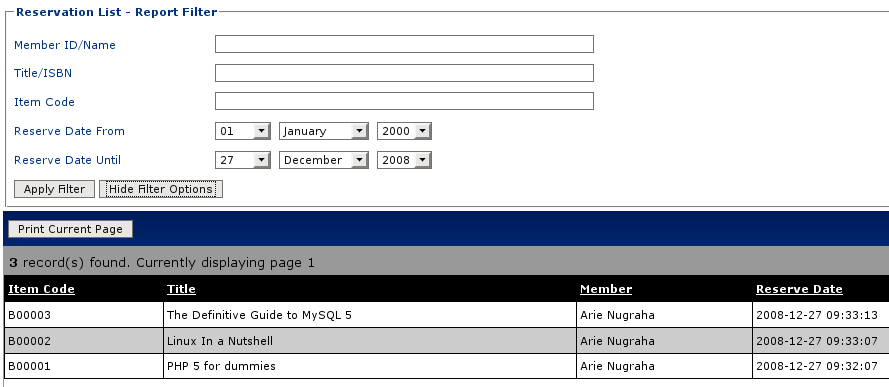 Reservation List - Report Filter
Member ID/Name
Title/ISBN
Item Code
Reserve Date From 01 January 2000
Reserve Date Until 27 December 2008
Apply Filter Hide Filter Options
Print Current Page
3 record(s) found. Currently displaying page 1
Item Code Title Member Reserve Date
B00003 The Definitive Guide to MySQL 5 Arie Nugraha 2008-12-27 09:33:13
B00002 Linux In a Nutshell Arie Nugraha 2008-12-27 09:33:07
B00001 PHP 5 for dummies Arie Nugraha 2008-12-27 09:32:07